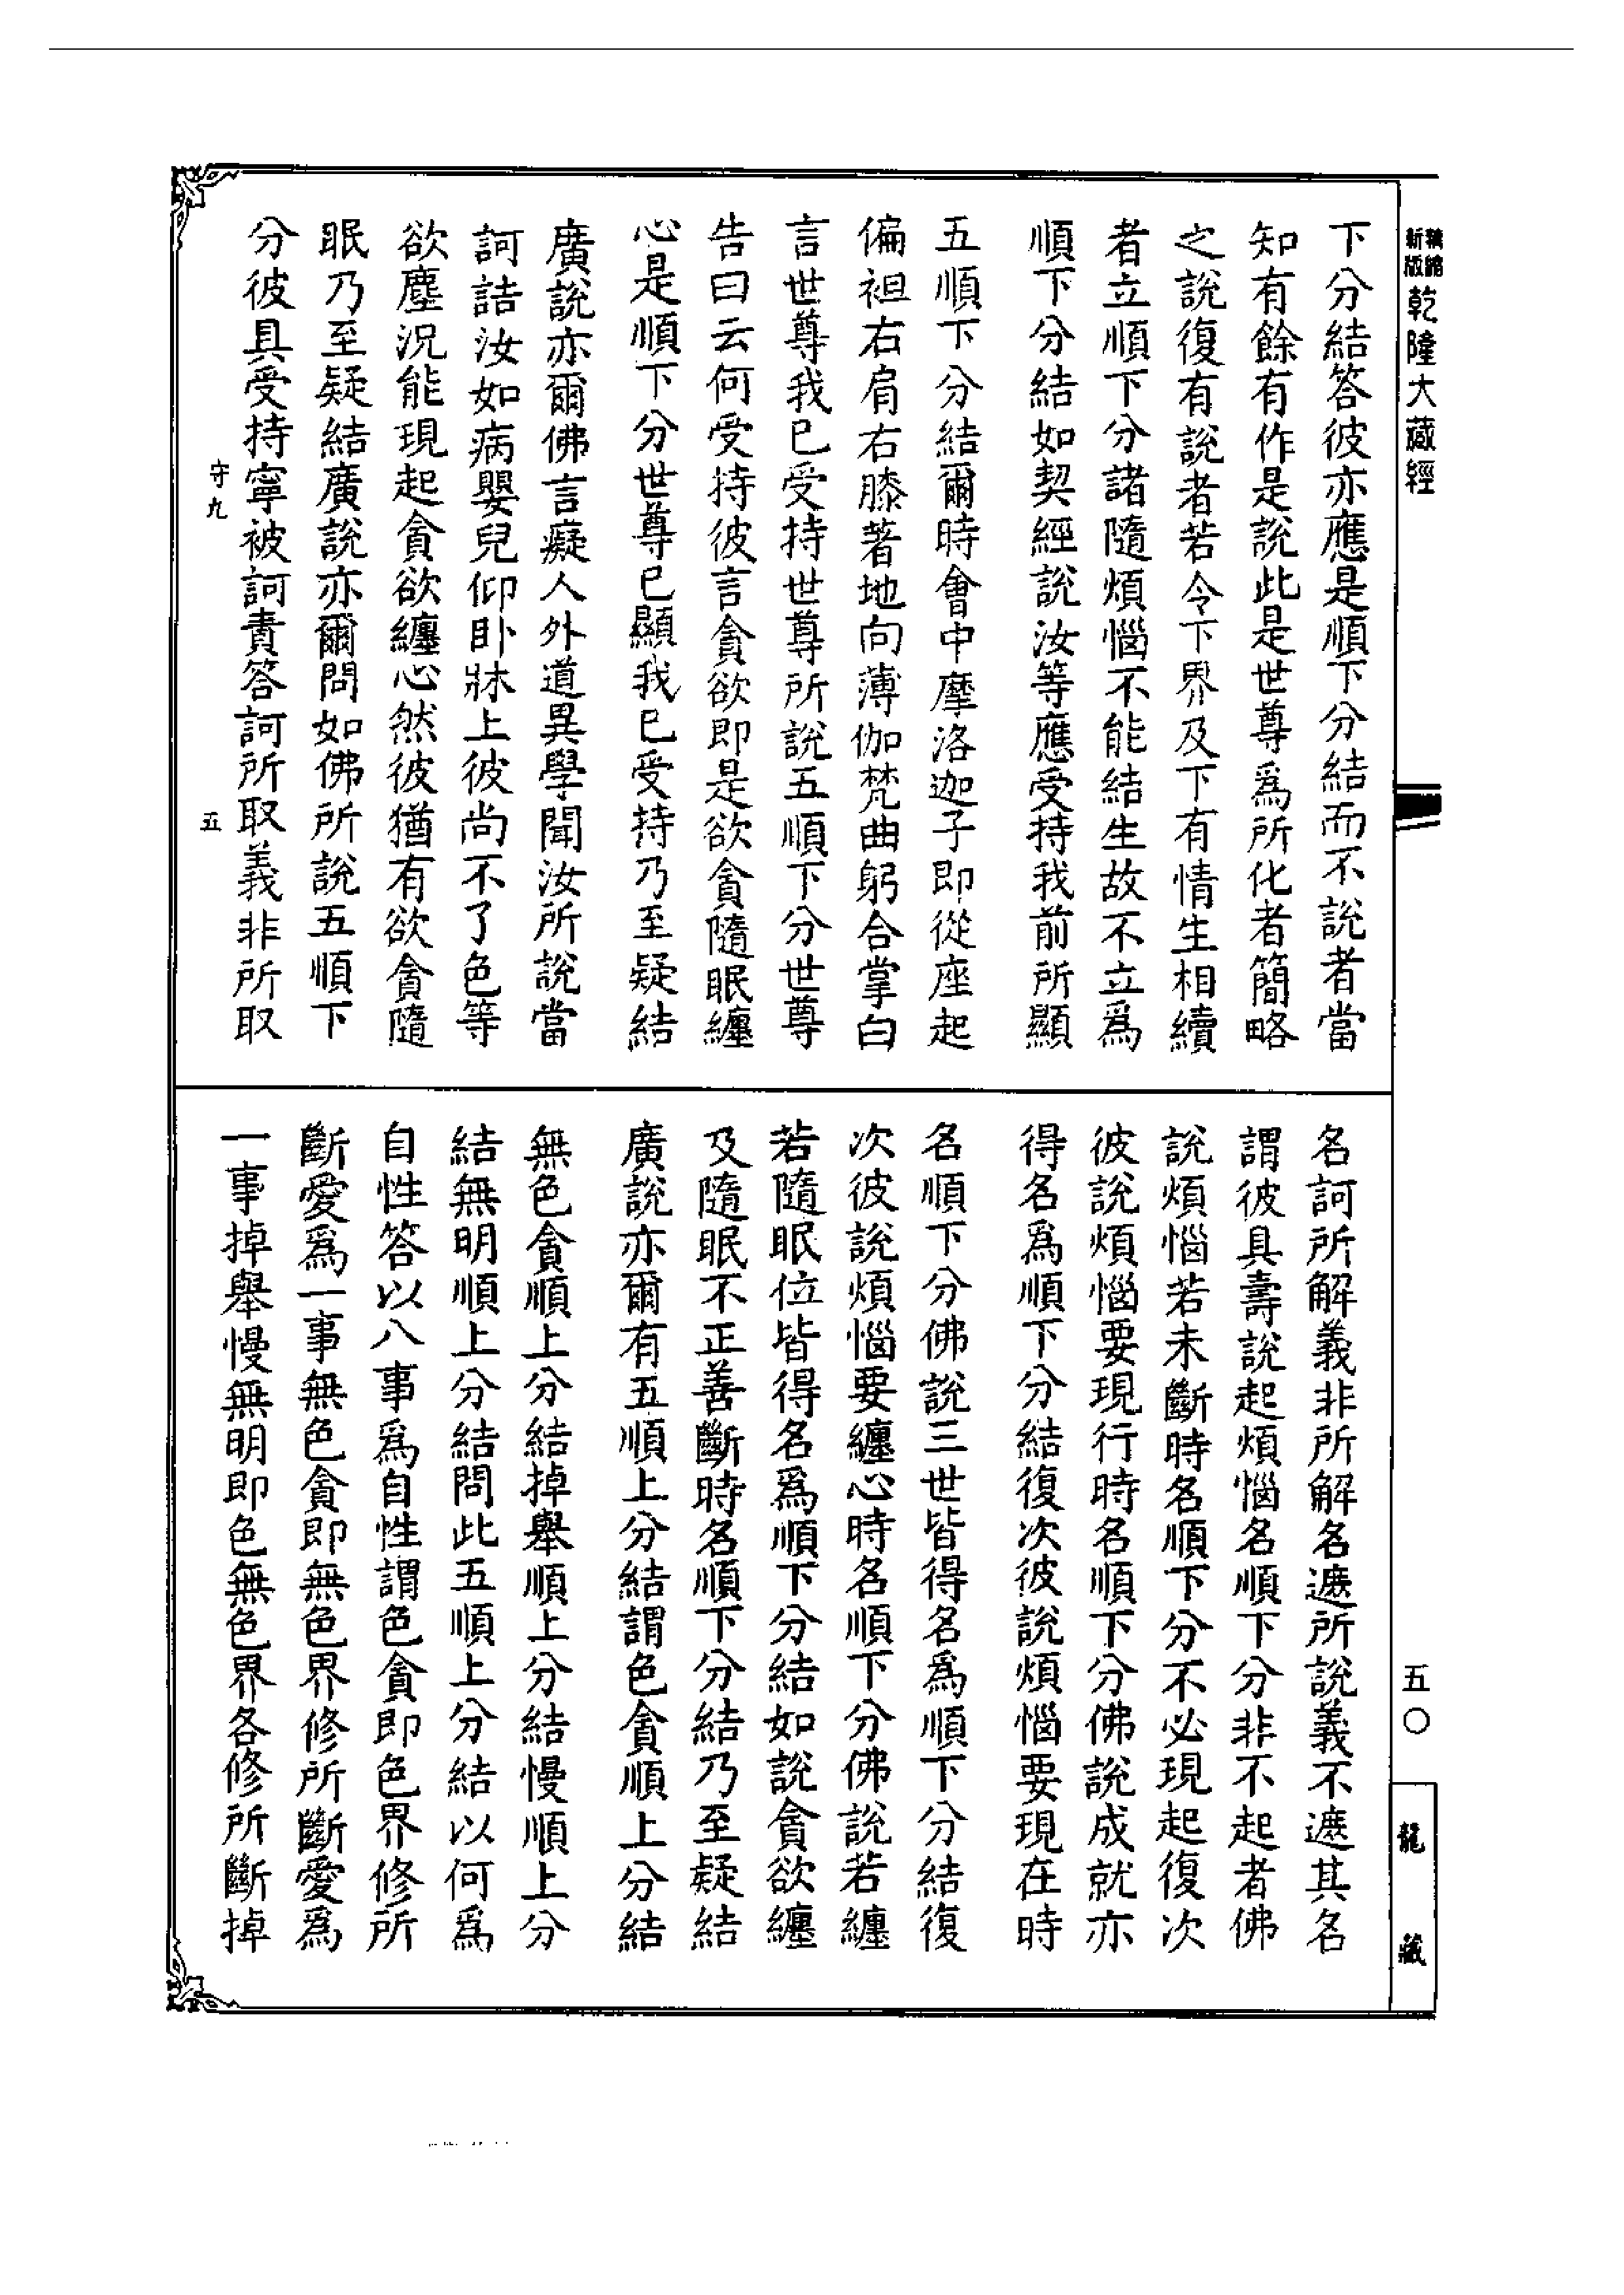 新編
縮版
乾隆大藏經
下分結答彼亦應是順下分結而不說者當
知有餘有作是說此是世尊爲所化者簡略
之說復有說者若令下界及下有情生相續
者立順下分諸隨煩惱不能結生故不立爲
順下分結如契經說汝等應受持我前所顯
五順下分結爾時會中摩洛迦子即從座起
偏袒右肩右膝著地向薄伽梵曲躬合掌白
言世尊我已受持世尊所說五順下分世尊
告曰云何受持彼言貪欲即是欲貪隨眠纏
心是順下分世尊已顯我已受持乃至疑結
廣說亦爾佛言癡人外道異學聞汝所說當
訶詰汝如病嬰兒仰臥牀上彼尚不了色等
欲塵況能現起貪欲纏心然彼猶有欲貪隨
眠乃至疑結廣說亦爾問如佛所說五順下
分彼具受持寧被訶責答訶所取義非所取
守九
五
名訶所解義非所解名遮所說義不遮其名
謂彼具壽說起煩惱名順下分非不起者佛
說煩惱若未斷時名順下分不必現起復次
彼說煩惱要現行時名順下分佛說成就亦
得名爲順下分結復次彼說煩惱要現在時
名順下分佛說三世皆得名爲順下分結復
次彼說煩惱要纏心時名順下分佛說若纏
若隨眠位皆得名爲順下分結如說貪欲纏
及隨眠不正善斷時名順下分結乃至疑結
廣說亦爾有五順上分結謂色貪順上分結
無色貪順上分結掉舉順上分結慢順上分
結無明順上分結問此五順上分結以何爲
自性答以八事爲自性謂色貪即色界修所
斷愛爲一事無色貪即無色界修所斷愛爲
一事掉舉慢無明即色無色界各修所斷掉
五〇
龍藏